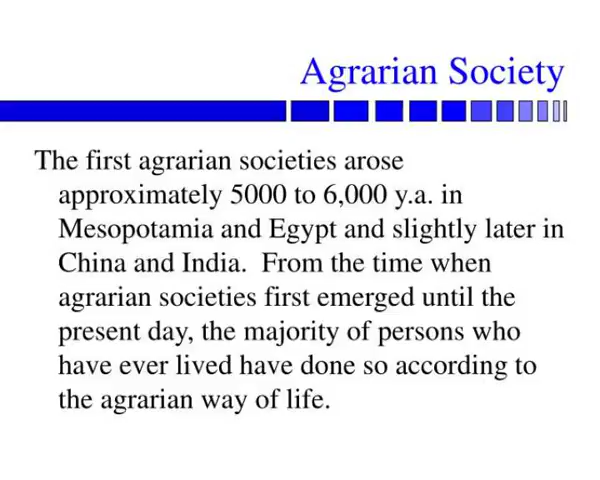 Agrarian Society
The first agrarian societies arose
approximately 5000 to 6,000 y.a. in
Mesopotamia and Egypt and slightly later in
China and India.  From the time when
agrarian societies first emerged until the
present day, the majority of persons who
have ever lived have done so according to
the agrarian way of life.